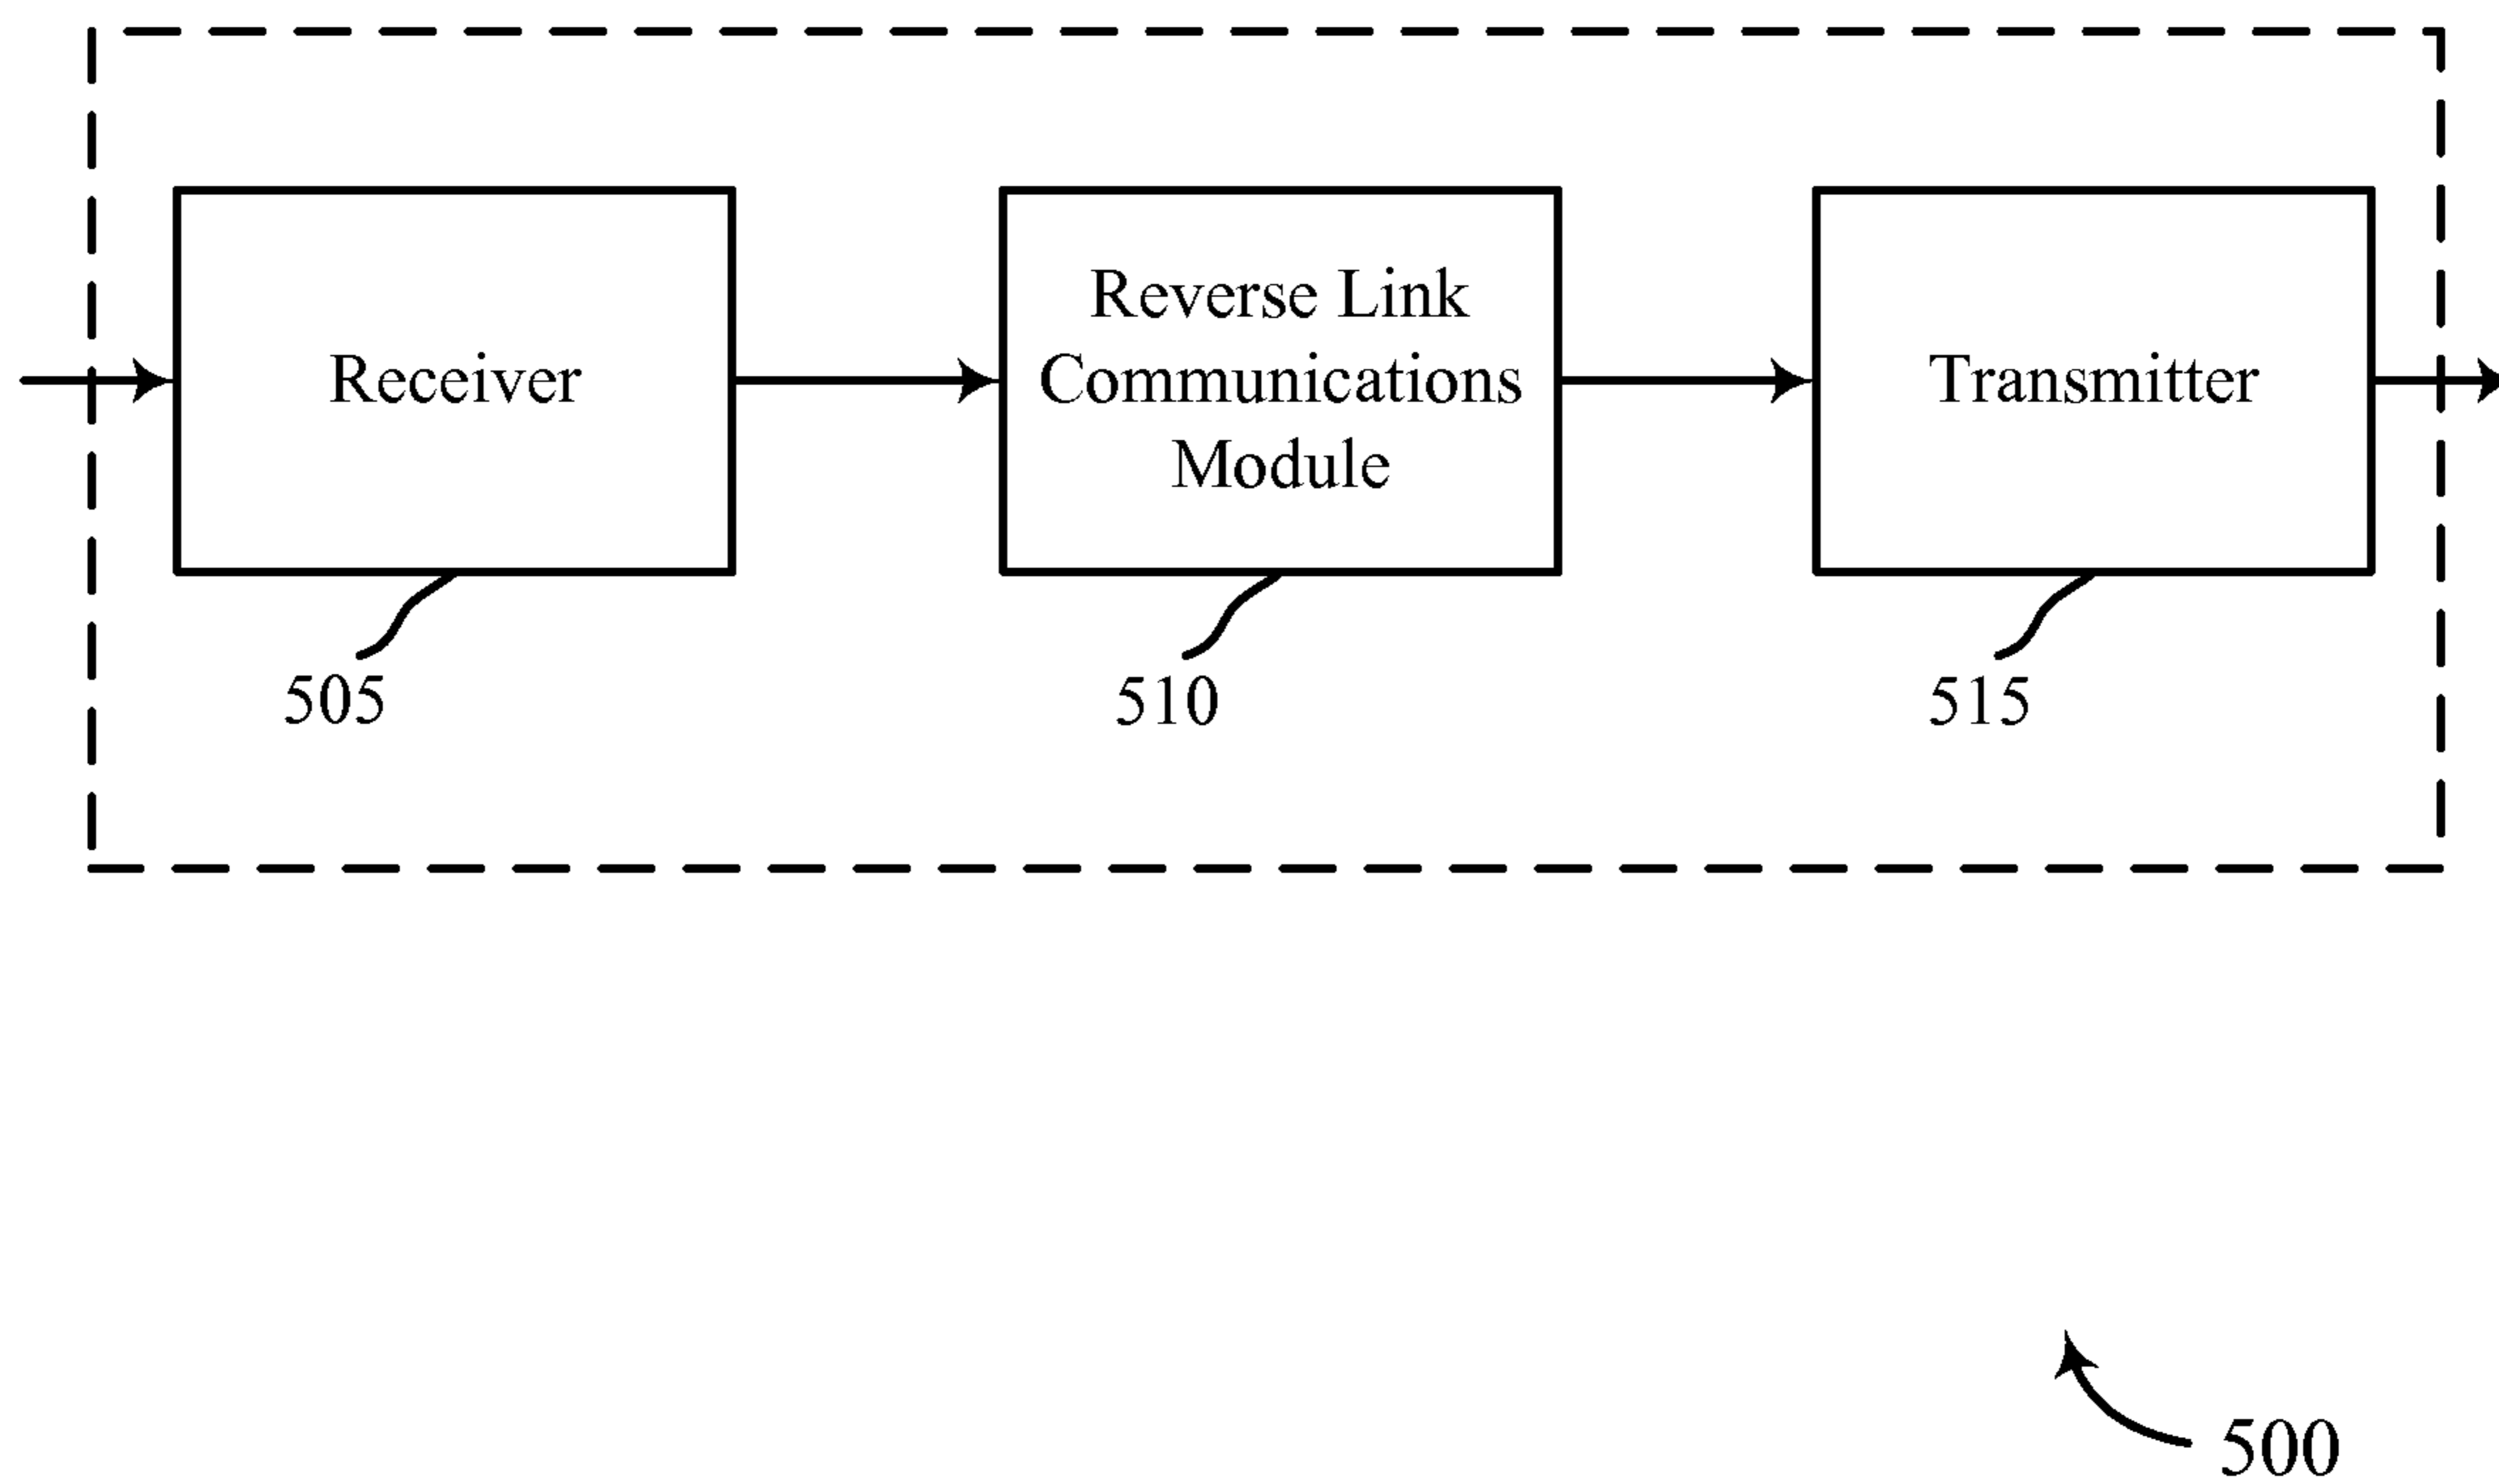 Receiver
Reverse Link
Communications
Module
Transmitter
505
510
515
500